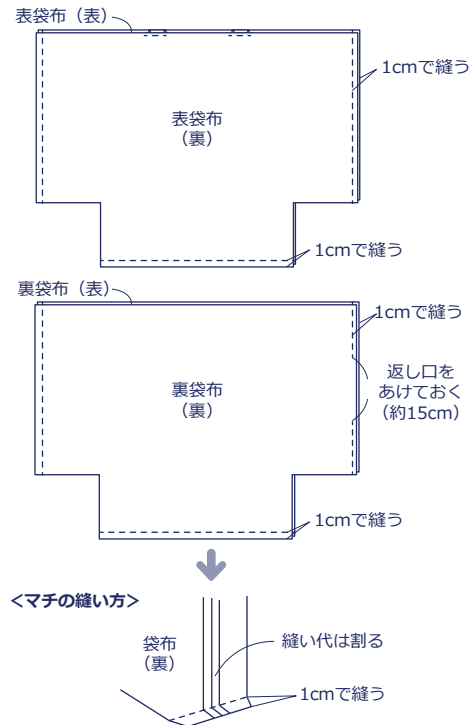 表袋布（表）
1cmで縫う
表袋布
（裏）
1cmで縫う
裏袋布（表）
1cmで縫う
返し口を
あけておく
（約15cm）
裏袋布
（裏）
1cmで縫う
＜マチの縫い方＞
袋布
（裏）
縫い代は割る
1cmで縫う